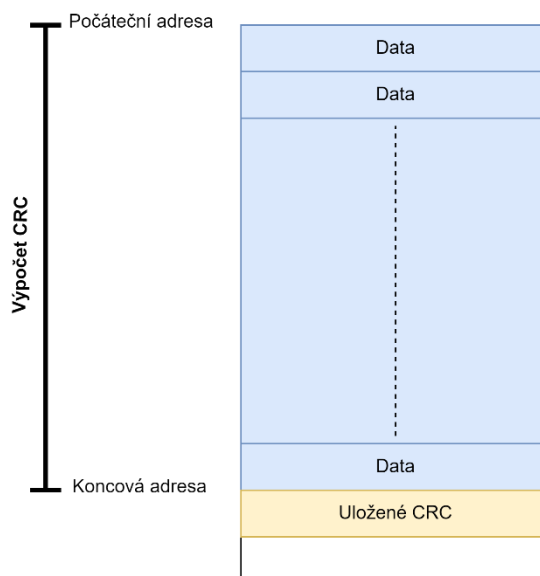 Počáteční adresa
Data
Data
Výpočet CRC
Data
Koncová adresa
Uložené CRC